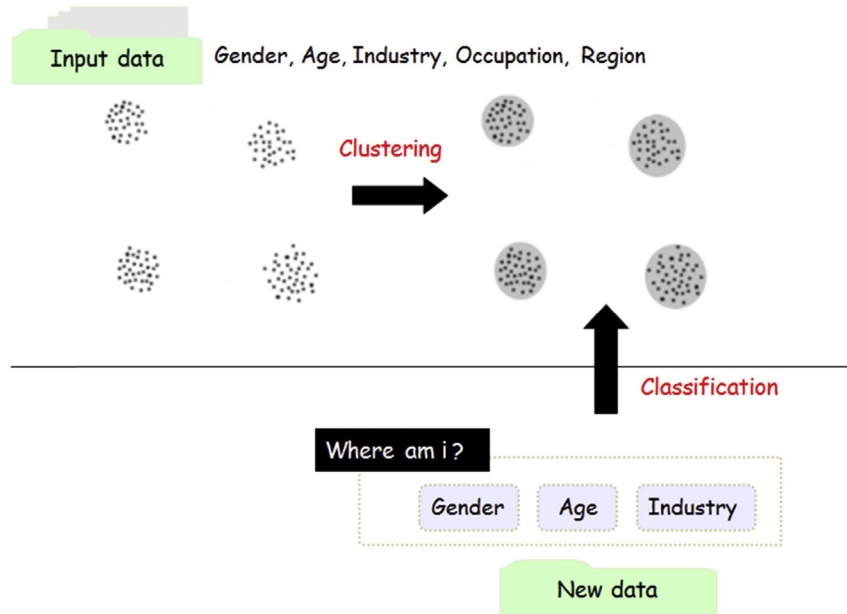 Input data
Gender, Age, Industry, Occupation, Region
Clustering
Classification
Where am i?
Gender
Age
Industry
New data